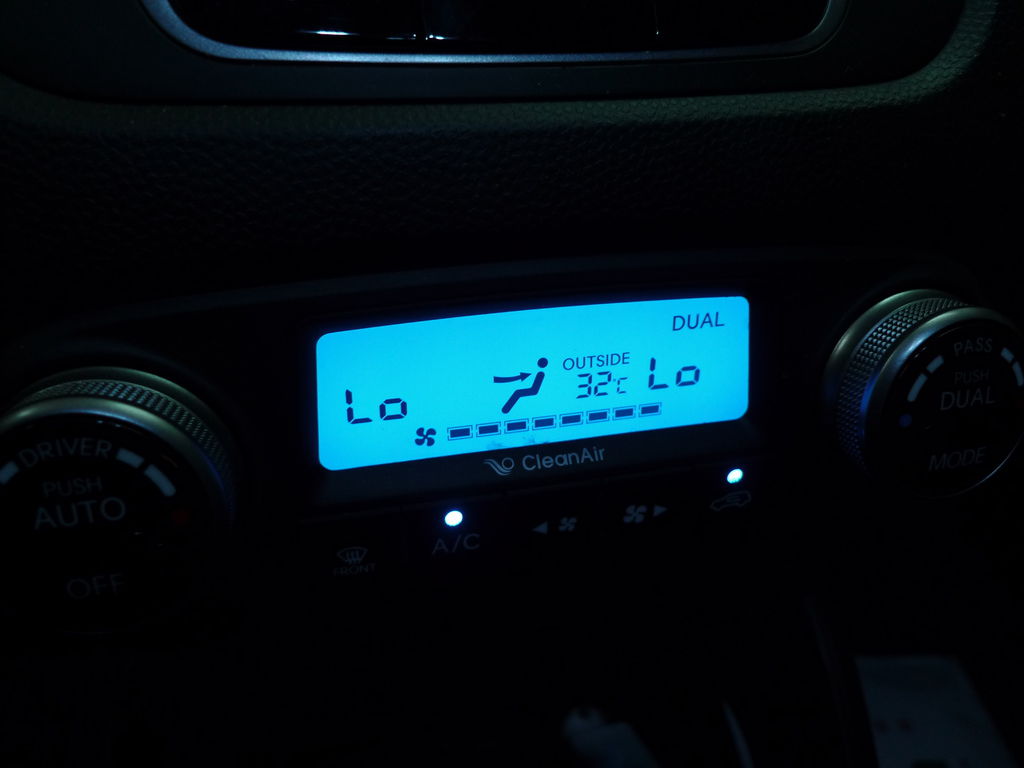 DUAL
OUTSIDE
Lo 32°C Lo
CleanAir
DRIVER
PUSH
AUTO
OFF
FRONT
A/C
PASS
PUSH
DUAL
MODE